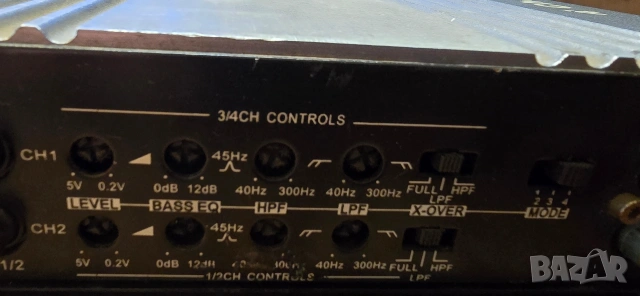 3/4CH CONTROLS
CH1
45Hz
5V 0.2V 0dB 12dB 40Hz 300Hz 40Hz 300Hz FULL HPF
LPF
2 3 4
LEVEL BASS EQ HPF LPF X-OVER MODE
CH2
45Hz
5V 0.2V 0dB 12dB 40Hz 300Hz 40Hz 300Hz FULL HPF
LPF
1/2
1/2CH CONTROLS
BAZAR